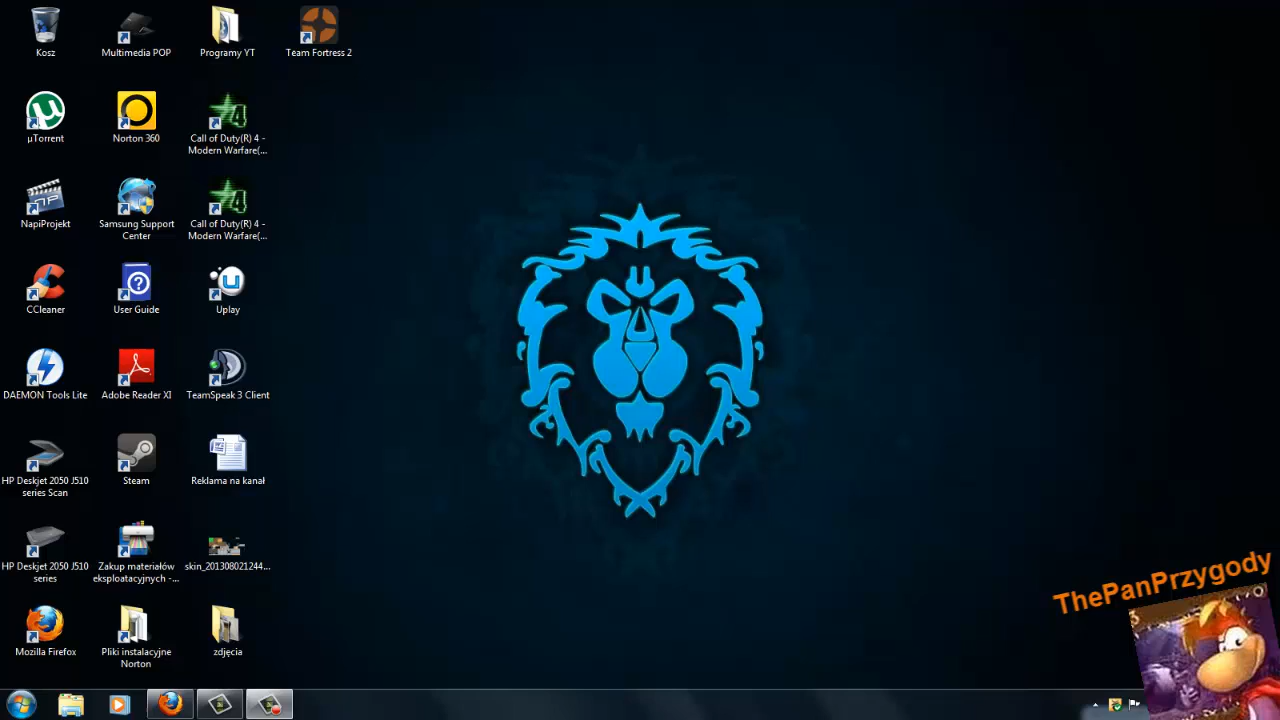 Kosz
Multimedia POP
Programy YT
Team Fortress 2
µTorrent
Norton 360
Call of Duty(R) 4 -
Modern Warfare(...
NapiProjekt
Samsung Support
Center
Call of Duty(R) 4 -
Modern Warfare(...
CCleaner
User Guide
Uplay
DAEMON Tools Lite
Adobe Reader XI
TeamSpeak 3 Client
HP Deskjet 2050 J510
series Scan
Steam
Reklama na kanał
HP Deskjet 2050 J510
series
Zakup materiałów
eksploatacyjnych -...
skin_201308021244...
Mozilla Firefox
Pliki instalacyjne
Norton
zdjęcia
ThePanPrzygody